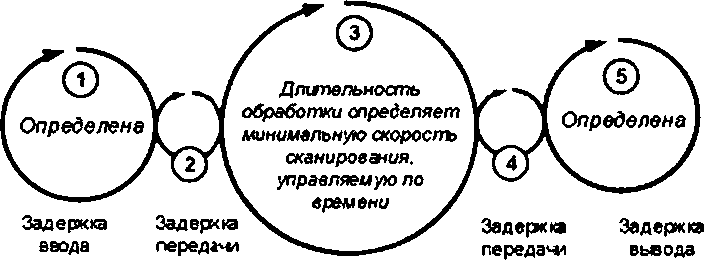 1
Определена
Задержка
ввода
2
Задержка
передачи
3
Длительность
обработки определяет
минимальную скорость
сканирования,
управляемую по
времени
4
Задержка
передачи
5
Определена
Задержка
вывода